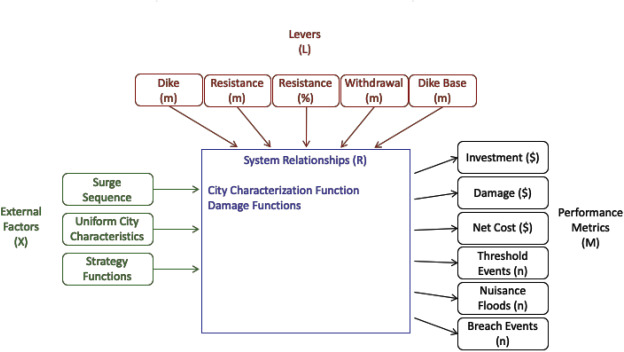 Levers
(L)
Dike
(m)
Resistance
(m)
Resistance
(%)
Withdrawal
(m)
Dike Base
(m)
System Relationships (R)
City Characterization Function
Damage Functions
External
Factors
(X)
Surge
Sequence
Uniform City
Characteristics
Strategy
Functions
Investment ($)
Damage ($)
Net Cost ($)
Threshold
Events (n)
Nuisance
Floods (n)
Breach Events
(n)
Performance
Metrics
(M)